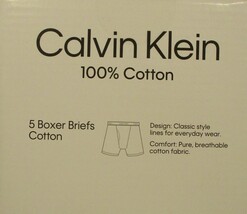 Calvin Klein
100% Cotton
5 Boxer Briefs
Cotton
Design: Classic style
lines for everyday wear.
Comfort: Pure, breathable
cotton fabric.